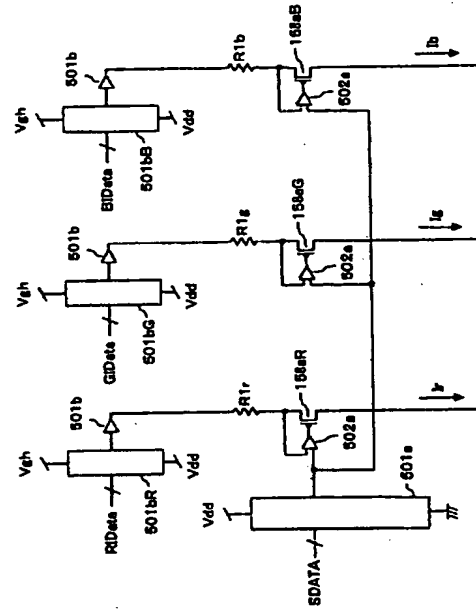 Vgh
501b
BIData
501bB
Vdd
R1b
158aB
502a
Ib
Vgh
501b
GIData
501bG
Vdd
R1g
158aG
502a
Ig
Vgh
501b
RIData
501bR
Vdd
R1r
158aR
502a
Ir
Vdd
SDATA
501a